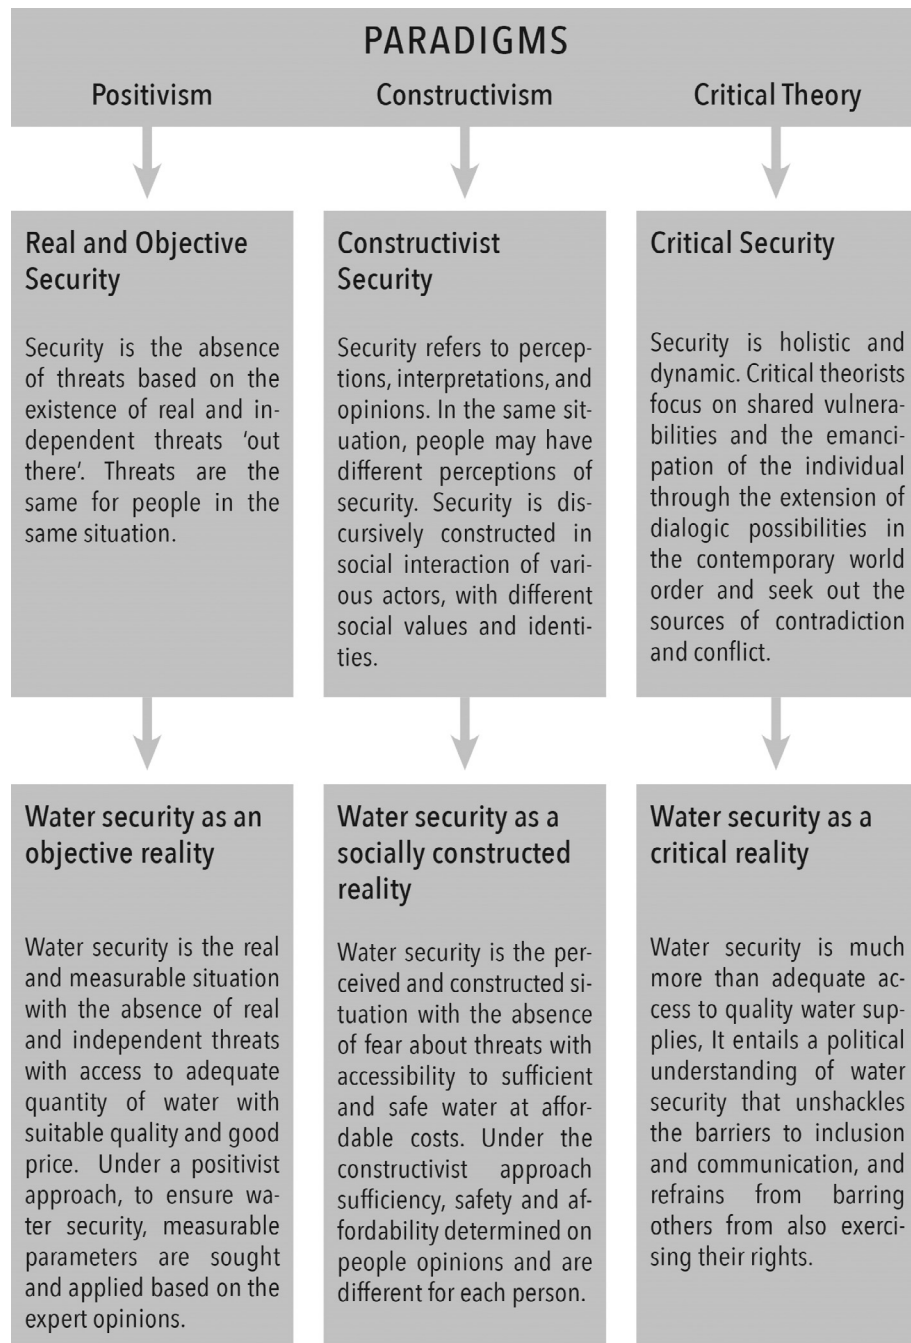 PARADIGMS
Positivism
Constructivism
Critical Theory
Real and Objective
Security
Security is the absence
of threats based on the
existence of real and in-
dependent threats ‘out
there’. Threats are the
same for people in the
same situation.
Constructivist
Security
Security refers to percep-
tions, interpretations, and
opinions. In the same sit-
uation, people may have
different perceptions of
security. Security is dis-
cursively constructed in
social interaction of vari-
ous actors, with different
social values and identi-
ties.
Critical Security
Security is holistic and
dynamic. Critical theorists
focus on shared vulnera-
bilities and the emanci-
pation of the individual
through the extension of
dialogic possibilities in
the contemporary world
order and seek out the
sources of contradiction
and conflict.
Water security as an
objective reality
Water security is the real
and measurable situation
with the absence of real
and independent threats
with access to adequate
quantity of water with
suitable quality and good
price. Under a positivist
approach, to ensure wa-
ter security, measurable
parameters are sought
and applied based on the
expert opinions.
Water security as a
socially constructed
reality
Water security is the per-
ceived and constructed si-
tuation with the absence
of fear about threats with
accessibility to sufficient
and safe water at affor-
dable costs. Under the
constructivist approach
sufficiency, safety and af-
fordability determined on
people opinions and are
different for each person.
Water security as a
critical reality
Water security is much
more than adequate ac-
cess to quality water sup-
plies, It entails a political
understanding of water
security that unshackles
the barriers to inclusion
and communication, and
refrains from barring
others from also exerci-
sing their rights.